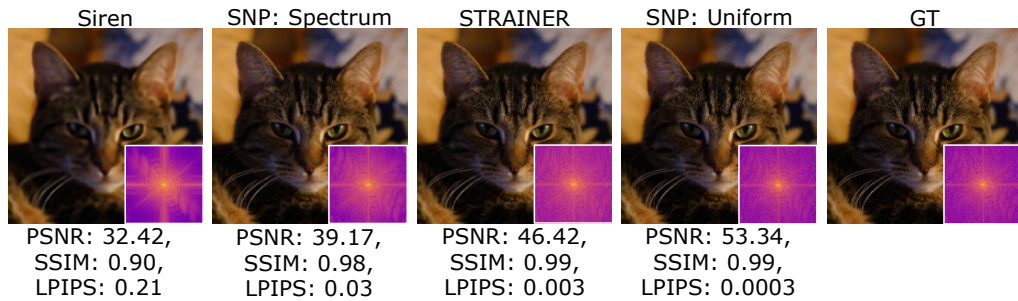 Siren
SNP: Spectrum
STRAINER
SNP: Uniform
GT
PSNR: 32.42,
SSIM: 0.90,
LPIPS: 0.21
PSNR: 39.17,
SSIM: 0.98,
LPIPS: 0.03
PSNR: 46.42,
SSIM: 0.99,
LPIPS: 0.003
PSNR: 53.34,
SSIM: 0.99,
LPIPS: 0.0003